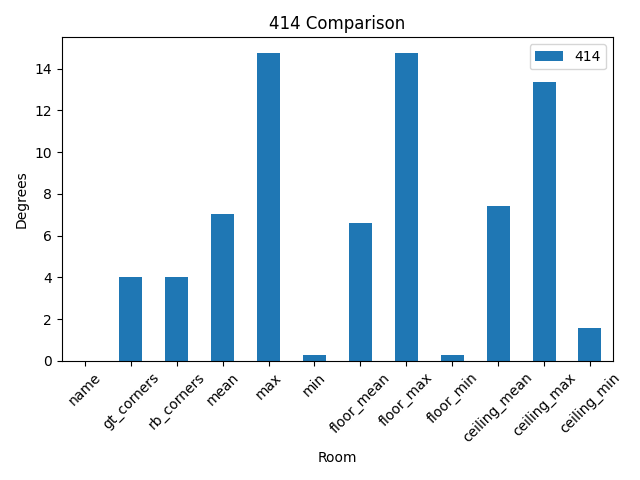 414 Comparison
414
Degrees
14
12
10
8
6
4
2
0
name
gt_corners
rb_corners
mean
max
min
floor_mean
floor_max
floor_min
ceiling_mean
ceiling_max
ceiling_min
Room